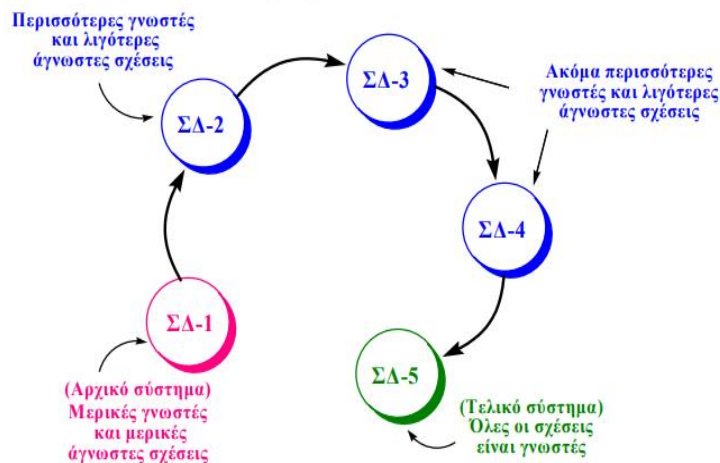 Περισσότερες γνωστές
και λιγότερες
άγνωστες σχέσεις
ΣΔ-2
ΣΔ-3
Ακόμα περισσότερες
γνωστές και λιγότερες
άγνωστες σχέσεις
ΣΔ-4
ΣΔ-1
(Αρχικό σύστημα)
Μερικές γνωστές
και μερικές
άγνωστες σχέσεις
ΣΔ-5
(Τελικό σύστημα)
Όλες οι σχέσεις
είναι γνωστές